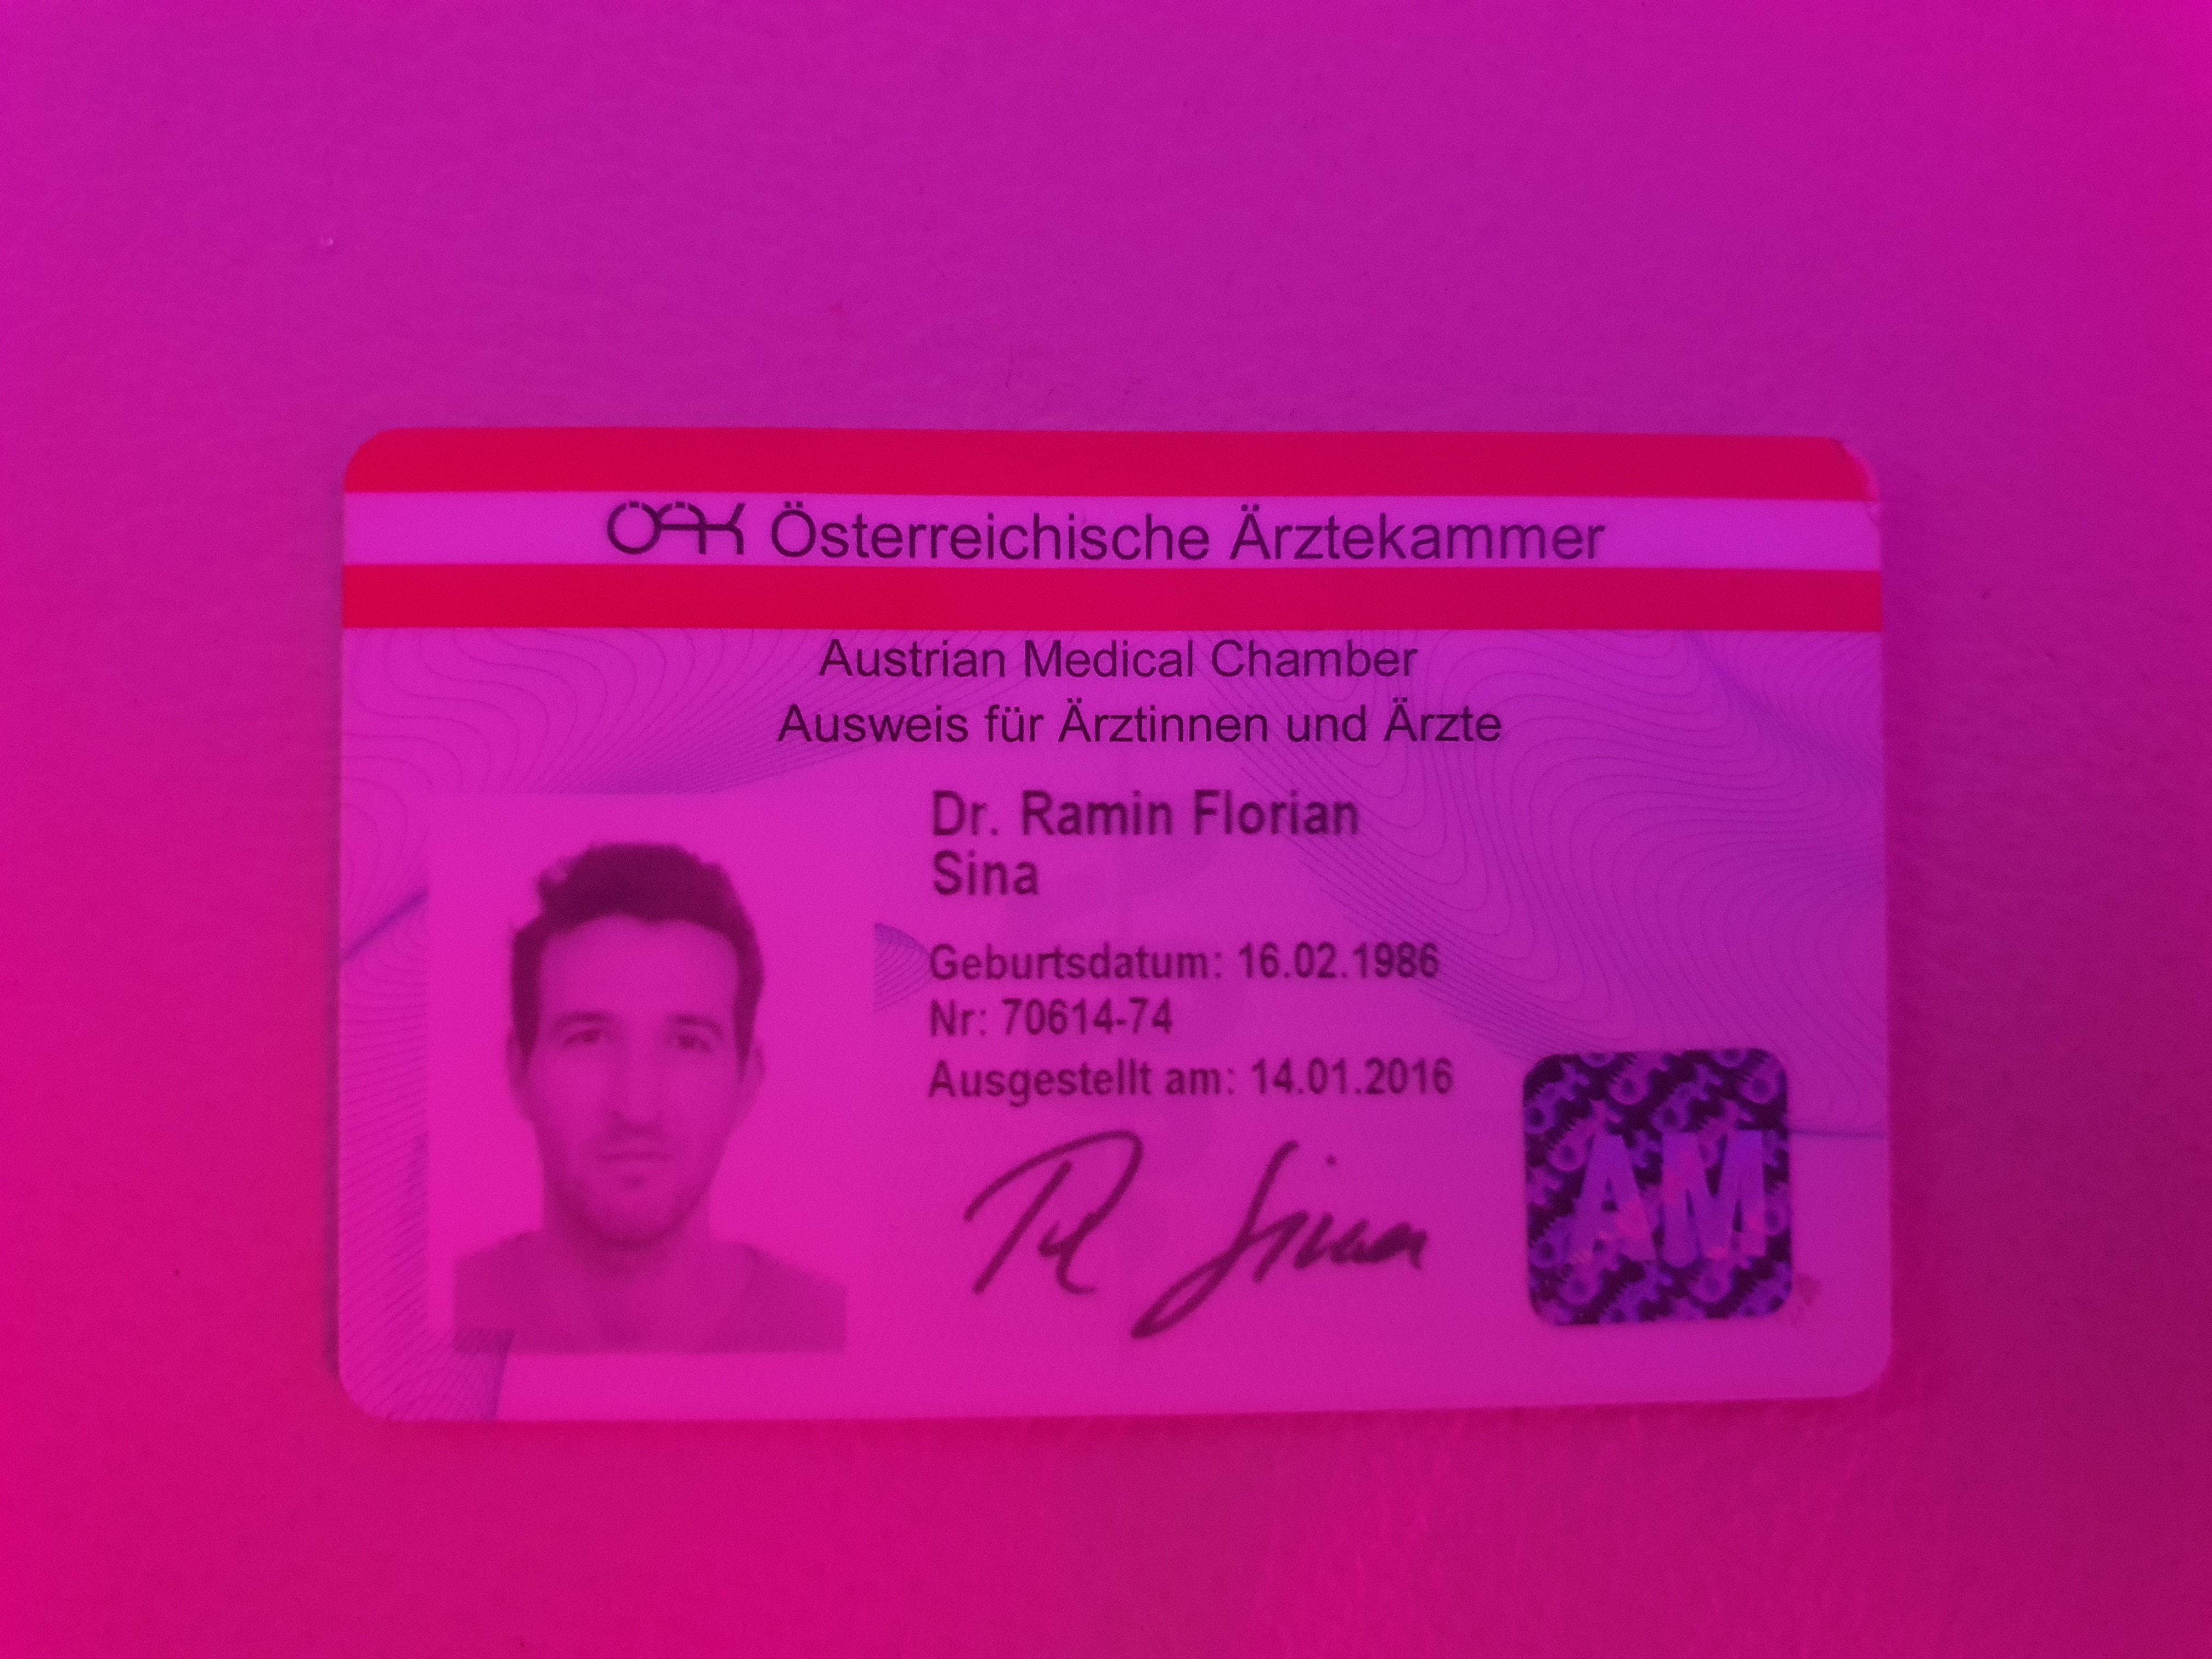 ÖÄK Österreichische Ärztekammer
Austrian Medical Chamber
Ausweis für Ärztinnen und Ärzte
Dr. Ramin Florian
Sina
Geburtsdatum: 16.02.1986
Nr: 70614-74
Ausgestellt am: 14.01.2016
R Sina